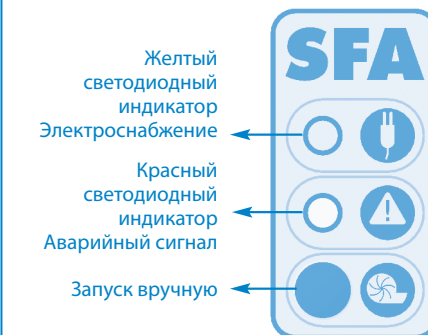 Желтый
светодиодный
индикатор
Электроснабжение
Красный
светодиодный
индикатор
Аварийный сигнал
Запуск вручную
SFA